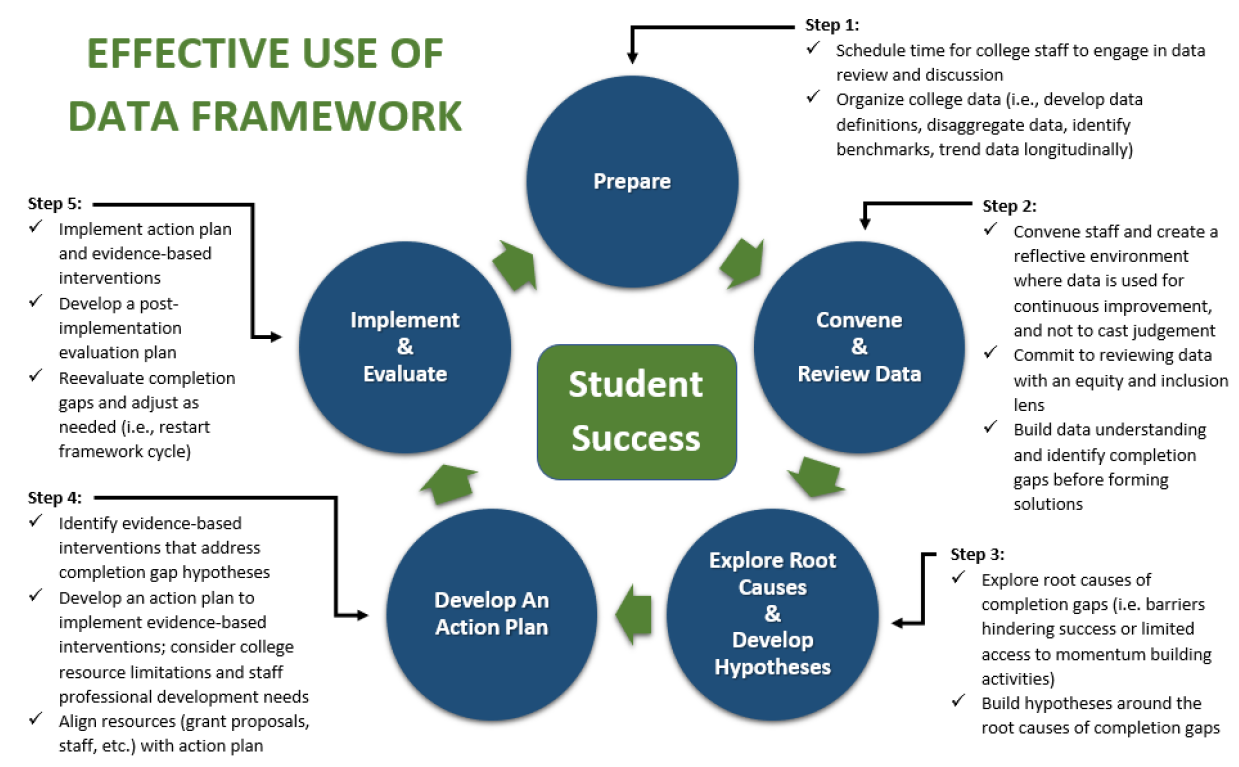 EFFECTIVE USE OF
DATA FRAMEWORK
Step 1:
✓ Schedule time for college staff to engage in data
review and discussion
✓ Organize college data (i.e., develop data
definitions, disaggregate data, identify
benchmarks, trend data longitudinally)
Prepare
Step 2:
✓ Convene staff and create a
reflective environment
where data is used for
continuous improvement,
and not to cast judgement
✓ Commit to reviewing data
with an equity and inclusion
lens
✓ Build data understanding
and identify completion
gaps before forming
solutions
Convene
&
Review Data
Step 3:
✓ Explore root causes of
completion gaps (i.e. barriers
hindering success or limited
access to momentum building
activities)
✓ Build hypotheses around the
root causes of completion gaps
Explore Root
Causes
&
Develop
Hypotheses
Step 4:
✓ Identify evidence-based
interventions that address
completion gap hypotheses
✓ Develop an action plan to
implement evidence-based
interventions; consider college
resource limitations and staff
professional development needs
✓ Align resources (grant proposals,
staff, etc.) with action plan
Develop An
Action Plan
Step 5:
✓ Implement action plan
and evidence-based
interventions
✓ Develop a post-
implementation
evaluation plan
✓ Reevaluate completion
gaps and adjust as
needed (i.e., restart
framework cycle)
Implement
&
Evaluate
Student
Success